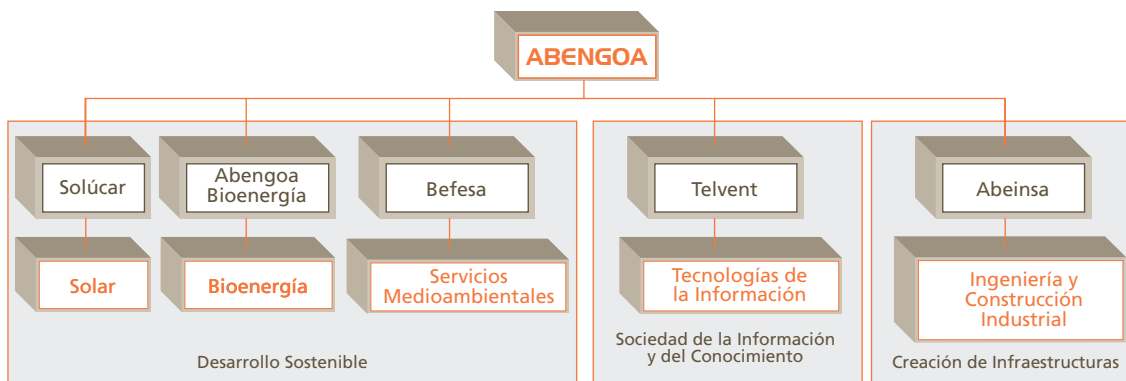 ABENGOA
Solúcar
Abengoa
Bioenergía
Befesa
Telvent
Abeinsa
Solar
Bioenergía
Servicios
Medioambientales
Tecnologías de
la Información
Ingeniería y
Construcción
Industrial
Desarrollo Sostenible
Sociedad de la Información
y del Conocimiento
Creación de Infraestructuras